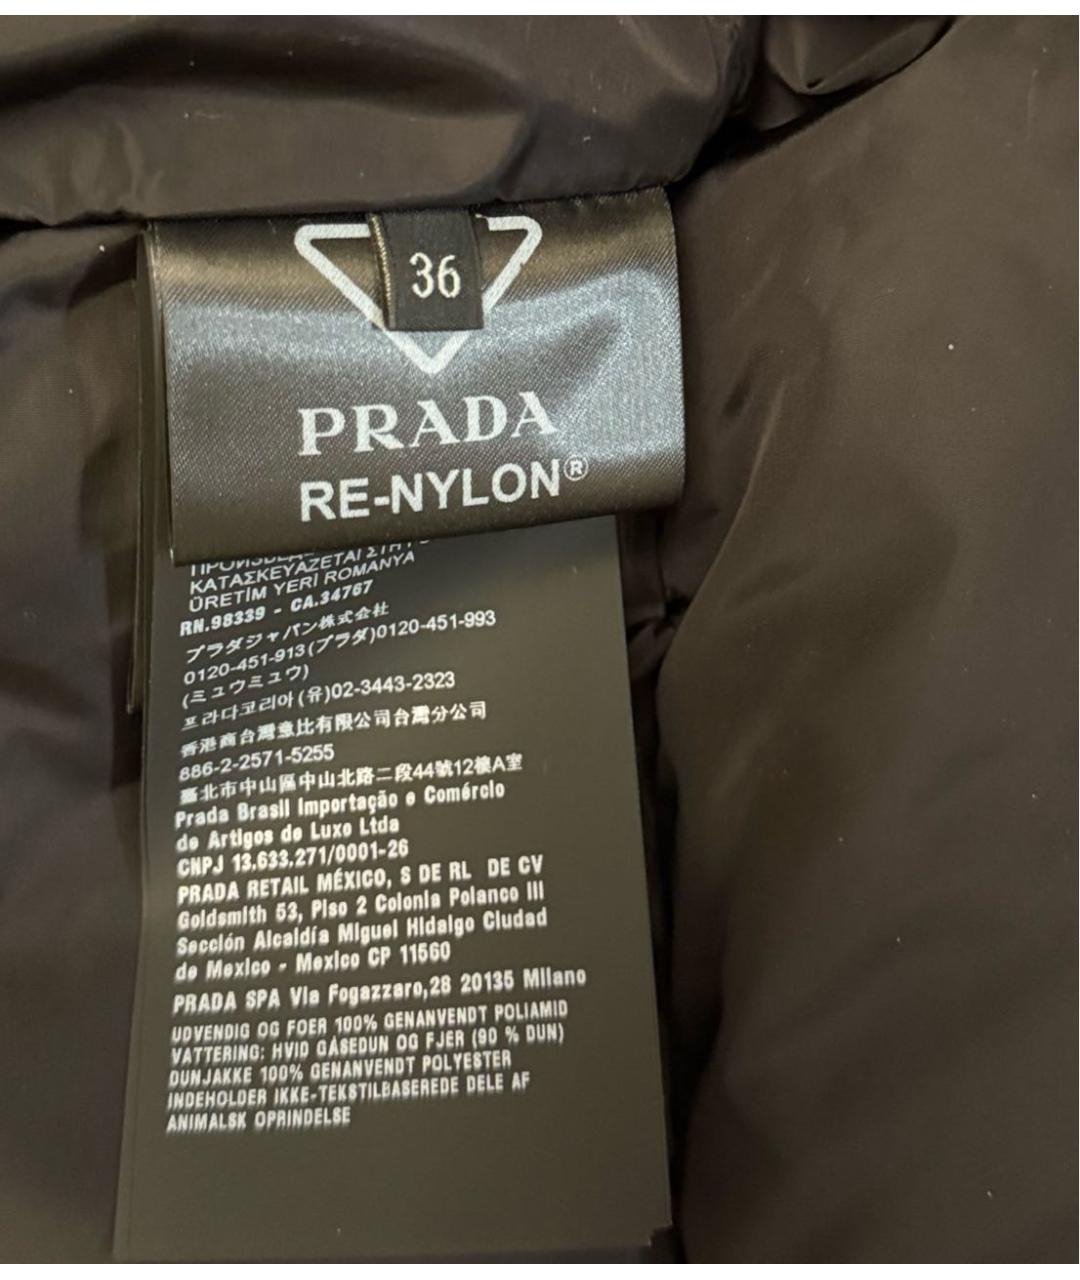 36
PRADA
RE-NYLON®
ΚΑΤΑΣΚΕΥΑΖΕΤΑΙ ΣΤΗ
ÜRETİM YERİ ROMANYA
RN.98339 - CA.34767
プラダジャパン株式会社
0120-451-913(プラダ)0120-451-993
(ミュウミュウ)
프라다코리아(유)02-3443-2323
香港商台灣意比有限公司台灣分公司
886-2-2571-5255
臺北市中山區中山北路二段44號12樓A室
Prada Brasil Importação e Comércio
de Artigos de Luxo Ltda
CNPJ 13.633.271/0001-26
PRADA RETAIL MÉXICO, S DE RL DE CV
Goldsmith 53, Piso 2 Colonia Polanco III
Sección Alcaldía Miguel Hidalgo Ciudad
de Mexico - Mexico CP 11560
PRADA SPA Via Fogazzaro,28 20135 Milano
UDVENDIG OG FOER 100% GENANVENDT POLIAMID
VATTERING: HVID GÅSEDUN OG FJER (90 % DUN)
DUNJAKKE 100% GENANVENDT POLYESTER
INDEHOLDER IKKE-TEKSTILBASEREDE DELE AF
ANIMALSK OPRINDELSE